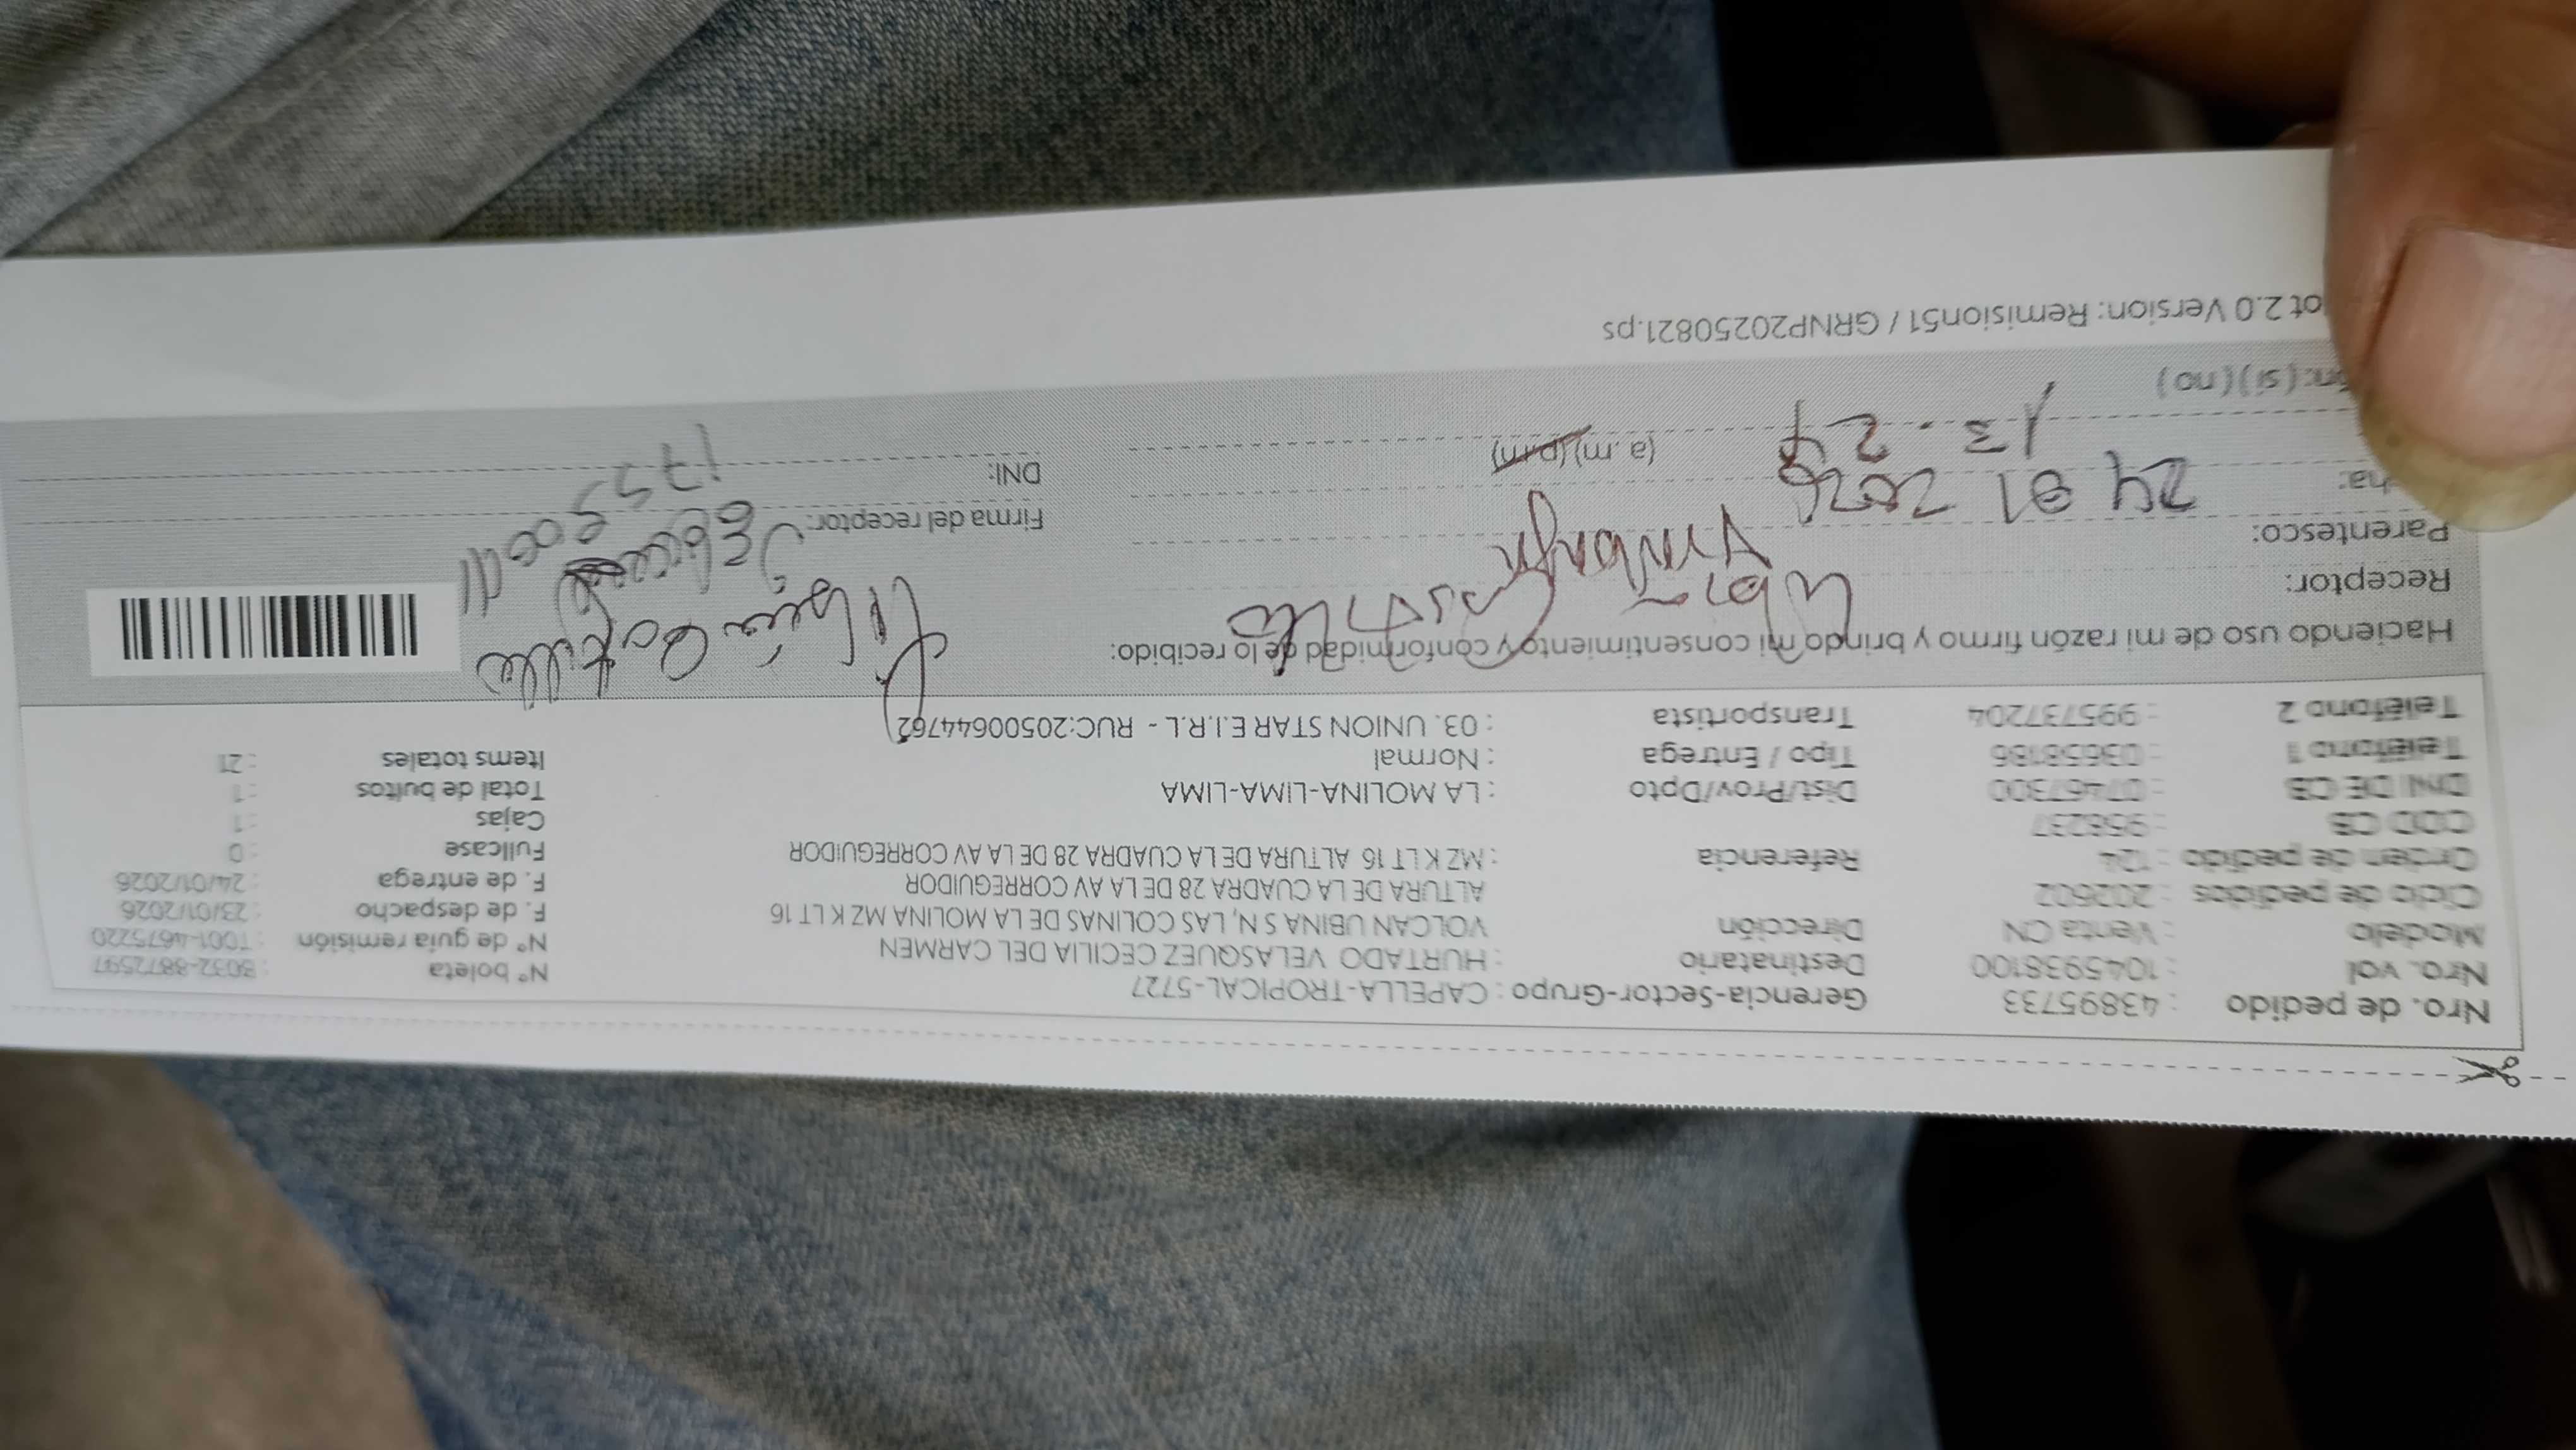 Nro. de pedido : 43895733
Nro. vol : 1045938100
Modelo : Venta CN
Ciclo de pedidos : 202602
Orden de pedido : 124
COD CB : 958237
DNI DE CB : 07467300
Teléfono 1 : 03658186
Teléfono 2 : 995737204
Gerencia-Sector-Grupo : CAPELLA-TROPICAL-5727
Destinatario : HURTADO VELASQUEZ CECILIA DEL CARMEN
Dirección VOLCAN UBINA S N, LAS COLINAS DE LA MOLINA MZ K LT 16
ALTURA DE LA CUADRA 28 DE LA AV CORREGUIDOR
Referencia : MZ K LT 16 ALTURA DE LA CUADRA 28 DE LA AV CORREGUIDOR
Dist/Prov/Dpto : LA MOLINA-LIMA-LIMA
Tipo / Entrega : Normal
Transportista : 03. UNION STAR E.I.R.L - RUC:20500644762
N° boleta : B032-8872597
N° de guia remisión : T001-4675220
F. de despacho : 23/01/2026
F. de entrega : 24/01/2026
Fullcase : 0
Cajas : 1
Total de bultos : 1
Items totales : 21
Haciendo uso de mi razón firmo y brindo mi consentimiento y conformidad de lo recibido:
Receptor: Castillo
Parentesco:
24 01 2026
13.24 (a.m)(p.m)
(si)(no)
Firma del receptor:
DNI:
2.0 Version: Remision51 / GRNP20250821.ps